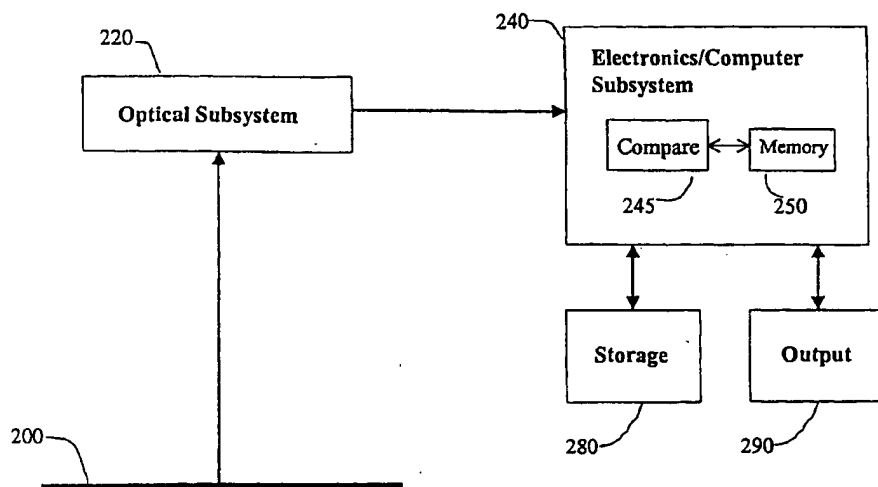 220
Optical Subsystem
240
Electronics/Computer
Subsystem
Compare
Memory
245
250
Storage
Output
280
290
200